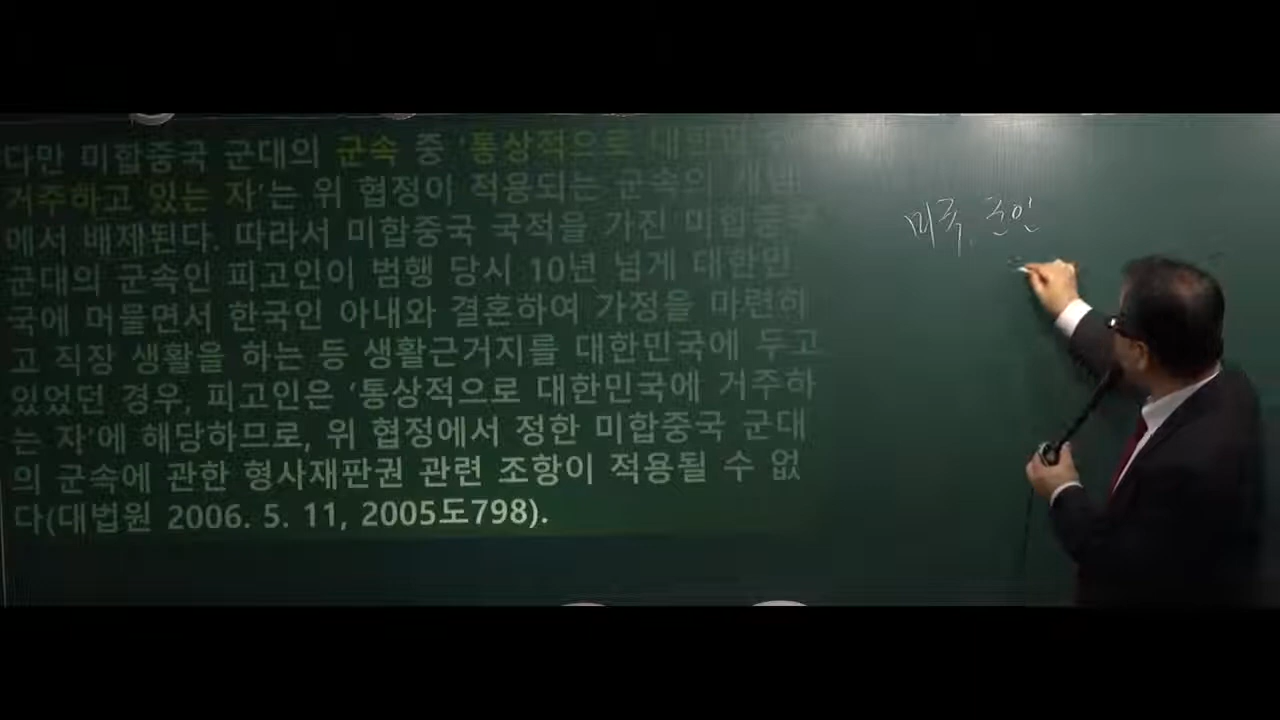 다만 미합중국 군대의 군속 중 '통상적으로 대한민
거주하고 있는 자'는 위 협정이 적용되는 군속의 개념
에서 배제된다. 따라서 미합중국 국적을 가진 미합중
군대의 군속인 피고인이 범행 당시 10년 넘게 대한민
국에 머물면서 한국인 아내와 결혼하여 가정을 마련하
고 직장 생활을 하는 등 생활근거지를 대한민국에 두고
있었던 경우, 피고인은 '통상적으로 대한민국에 거주하
는 자'에 해당하므로, 위 협정에서 정한 미합중국 군대
의 군속에 관한 형사재판권 관련 조항이 적용될 수 없
다(대법원 2006. 5. 11, 2005도798).
미국, 군인